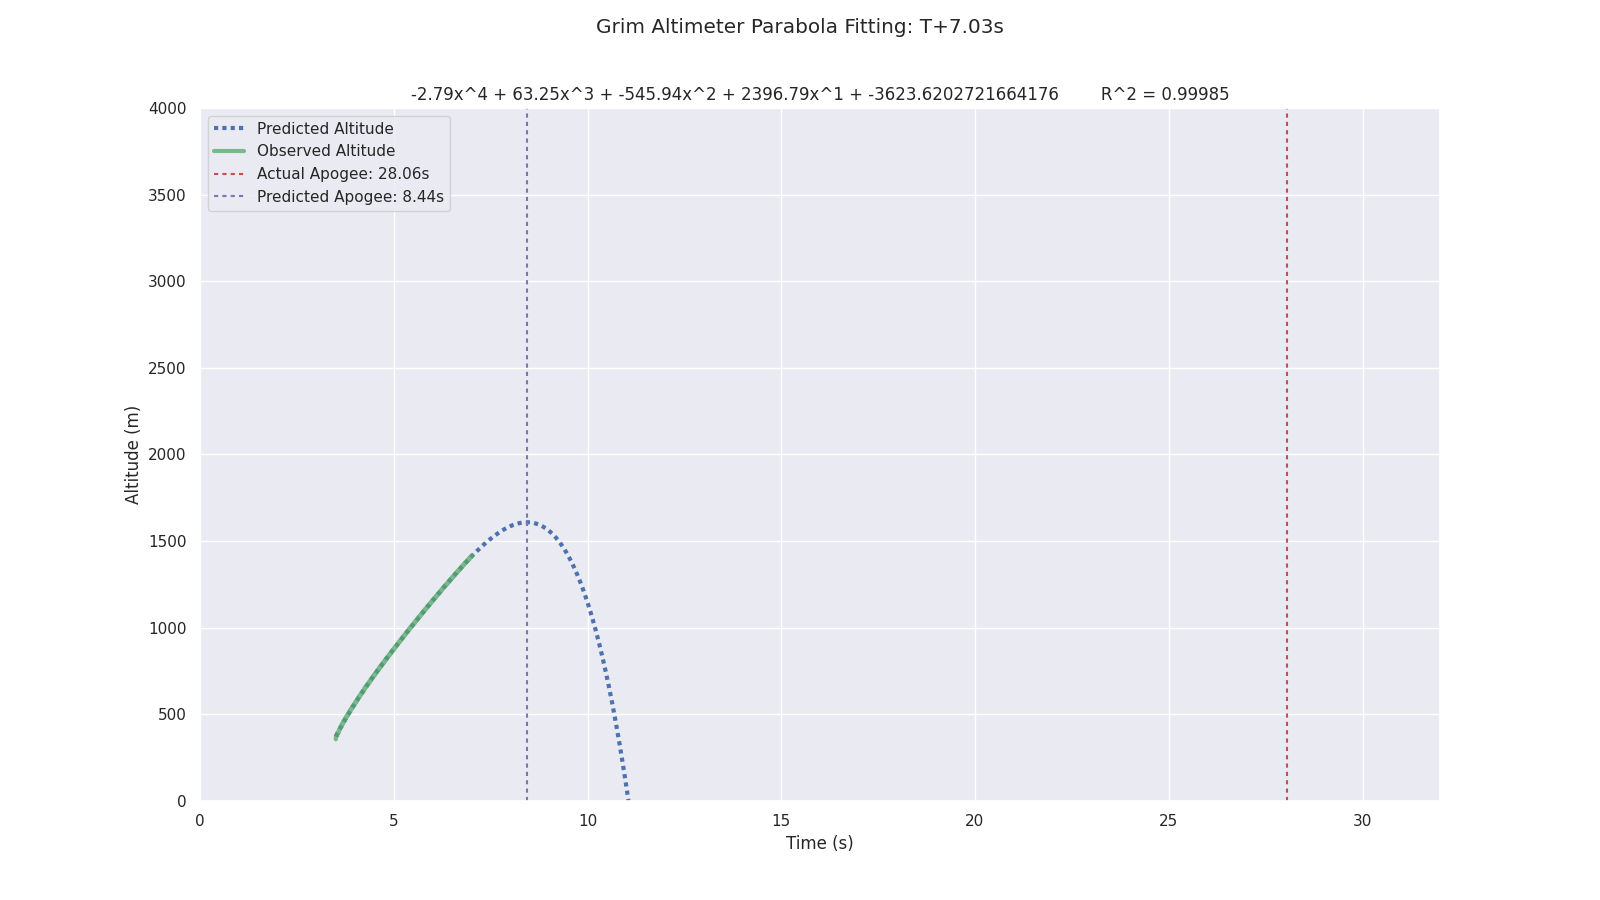 Grim Altimeter Parabola Fitting: T+7.03s
-2.79x^4 + 63.25x^3 + -545.94x^2 + 2396.79x^1 + -3623.6202721664176 R^2 = 0.99985
Predicted Altitude
Observed Altitude
Actual Apogee: 28.06s
Predicted Apogee: 8.44s
4000
3500
3000
2500
2000
1500
1000
500
0
Altitude (m)
0 5 10 15 20 25 30
Time (s)